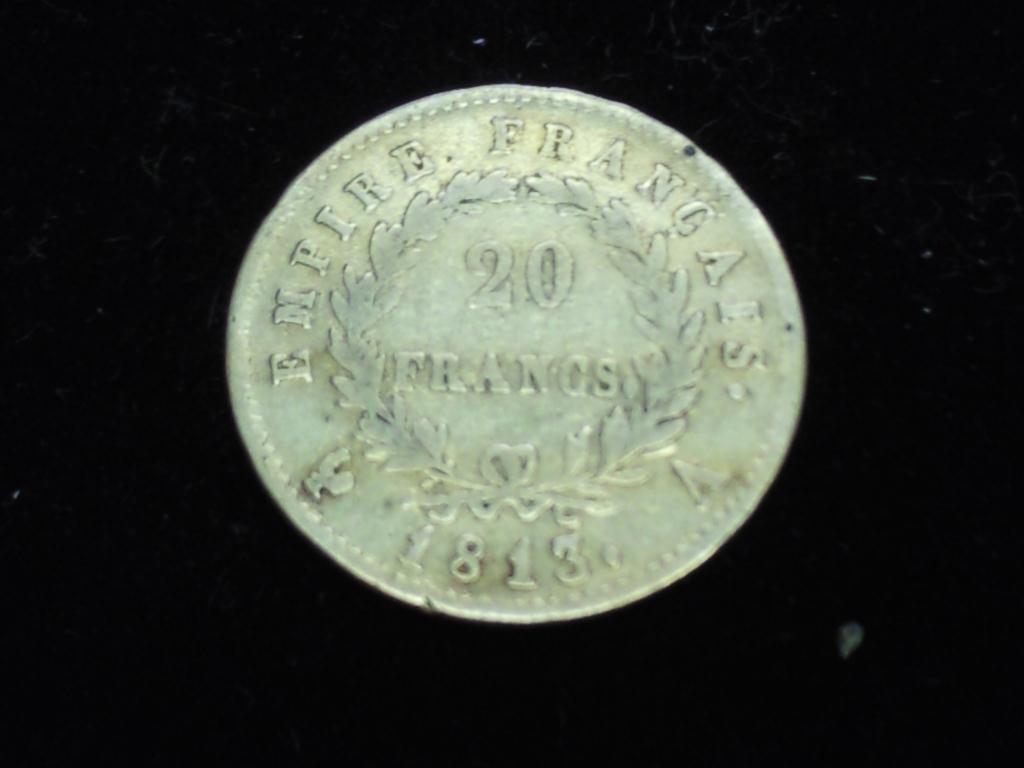 EMPIRE FRANÇAIS.
20
FRANCS.
A
1813.